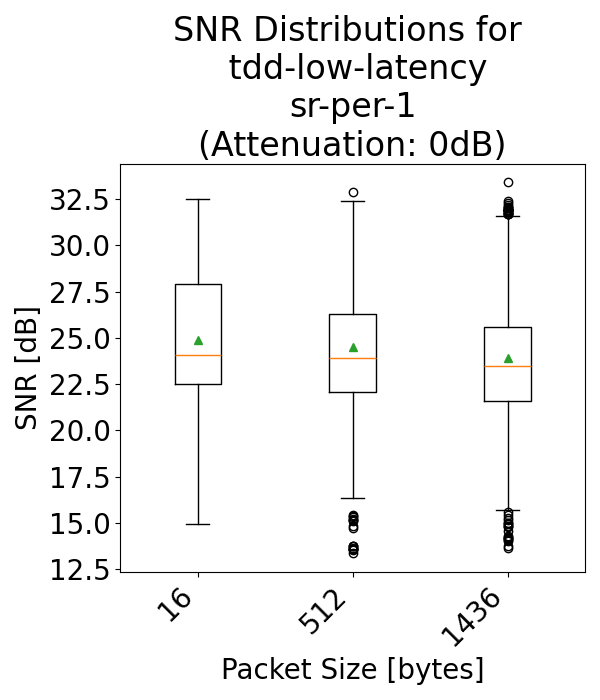 SNR Distributions for
tdd-low-latency
sr-per-1
(Attenuation: 0dB)
32.5
30.0
27.5
25.0
22.5
20.0
17.5
15.0
12.5
SNR [dB]
16
512
1436
Packet Size [bytes]